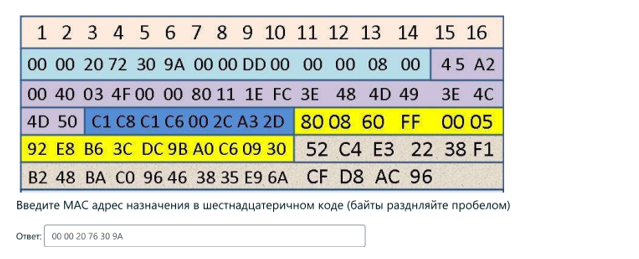 1 2 3 4 5 6 7 8 9 10 11 12 13 14 15 16
00 00 20 72 30 9A 00 00 DD 00 00 00 08 00 45 A2
00 40 03 4F 00 00 80 11 1E FC 3E 48 4D 49 3E 4C
4D 50 C1 C8 C1 C6 00 2C A3 2D 80 08 60 FF 00 05
92 E8 B6 3C DC 9B A0 C6 09 30 52 C4 E3 22 38 F1
B2 48 BA C0 96 46 38 35 E9 6A CF D8 AC 96
Введите MAC адрес назначения в шестнадцатеричном коде (байты разднляйте пробелом)
Ответ: 00 00 20 76 30 9A